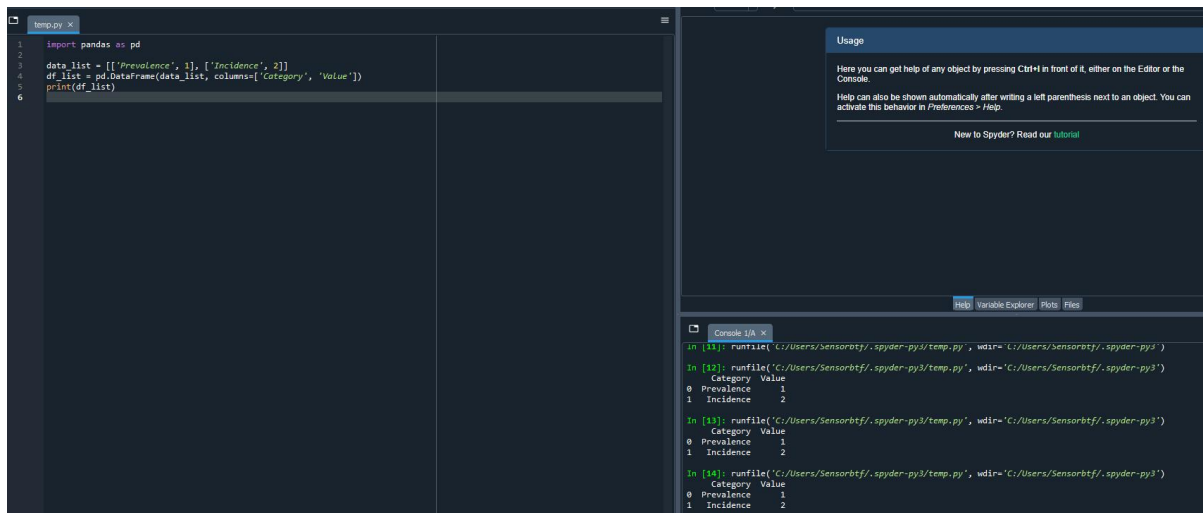 temp.py ×
1 import pandas as pd
2
3 data_list = [['Prevalence', 1], ['Incidence', 2]]
4 df_list = pd.DataFrame(data_list, columns=['Category', 'Value'])
5 print(df_list)
6
Usage
Here you can get help of any object by pressing Ctrl+I in front of it, either on the Editor or the
Console.
Help can also be shown automatically after writing a left parenthesis next to an object. You can
activate this behavior in Preferences > Help.
New to Spyder? Read our tutorial
Help Variable Explorer Plots Files
Console 1/A ×
In [11]: runfile('C:/Users/Sensorbtf/.spyder-py3/temp.py', wdir='C:/Users/Sensorbtf/.spyder-py3')
In [12]: runfile('C:/Users/Sensorbtf/.spyder-py3/temp.py', wdir='C:/Users/Sensorbtf/.spyder-py3')
Category Value
0 Prevalence 1
1 Incidence 2
In [13]: runfile('C:/Users/Sensorbtf/.spyder-py3/temp.py', wdir='C:/Users/Sensorbtf/.spyder-py3')
Category Value
0 Prevalence 1
1 Incidence 2
In [14]: runfile('C:/Users/Sensorbtf/.spyder-py3/temp.py', wdir='C:/Users/Sensorbtf/.spyder-py3')
Category Value
0 Prevalence 1
1 Incidence 2